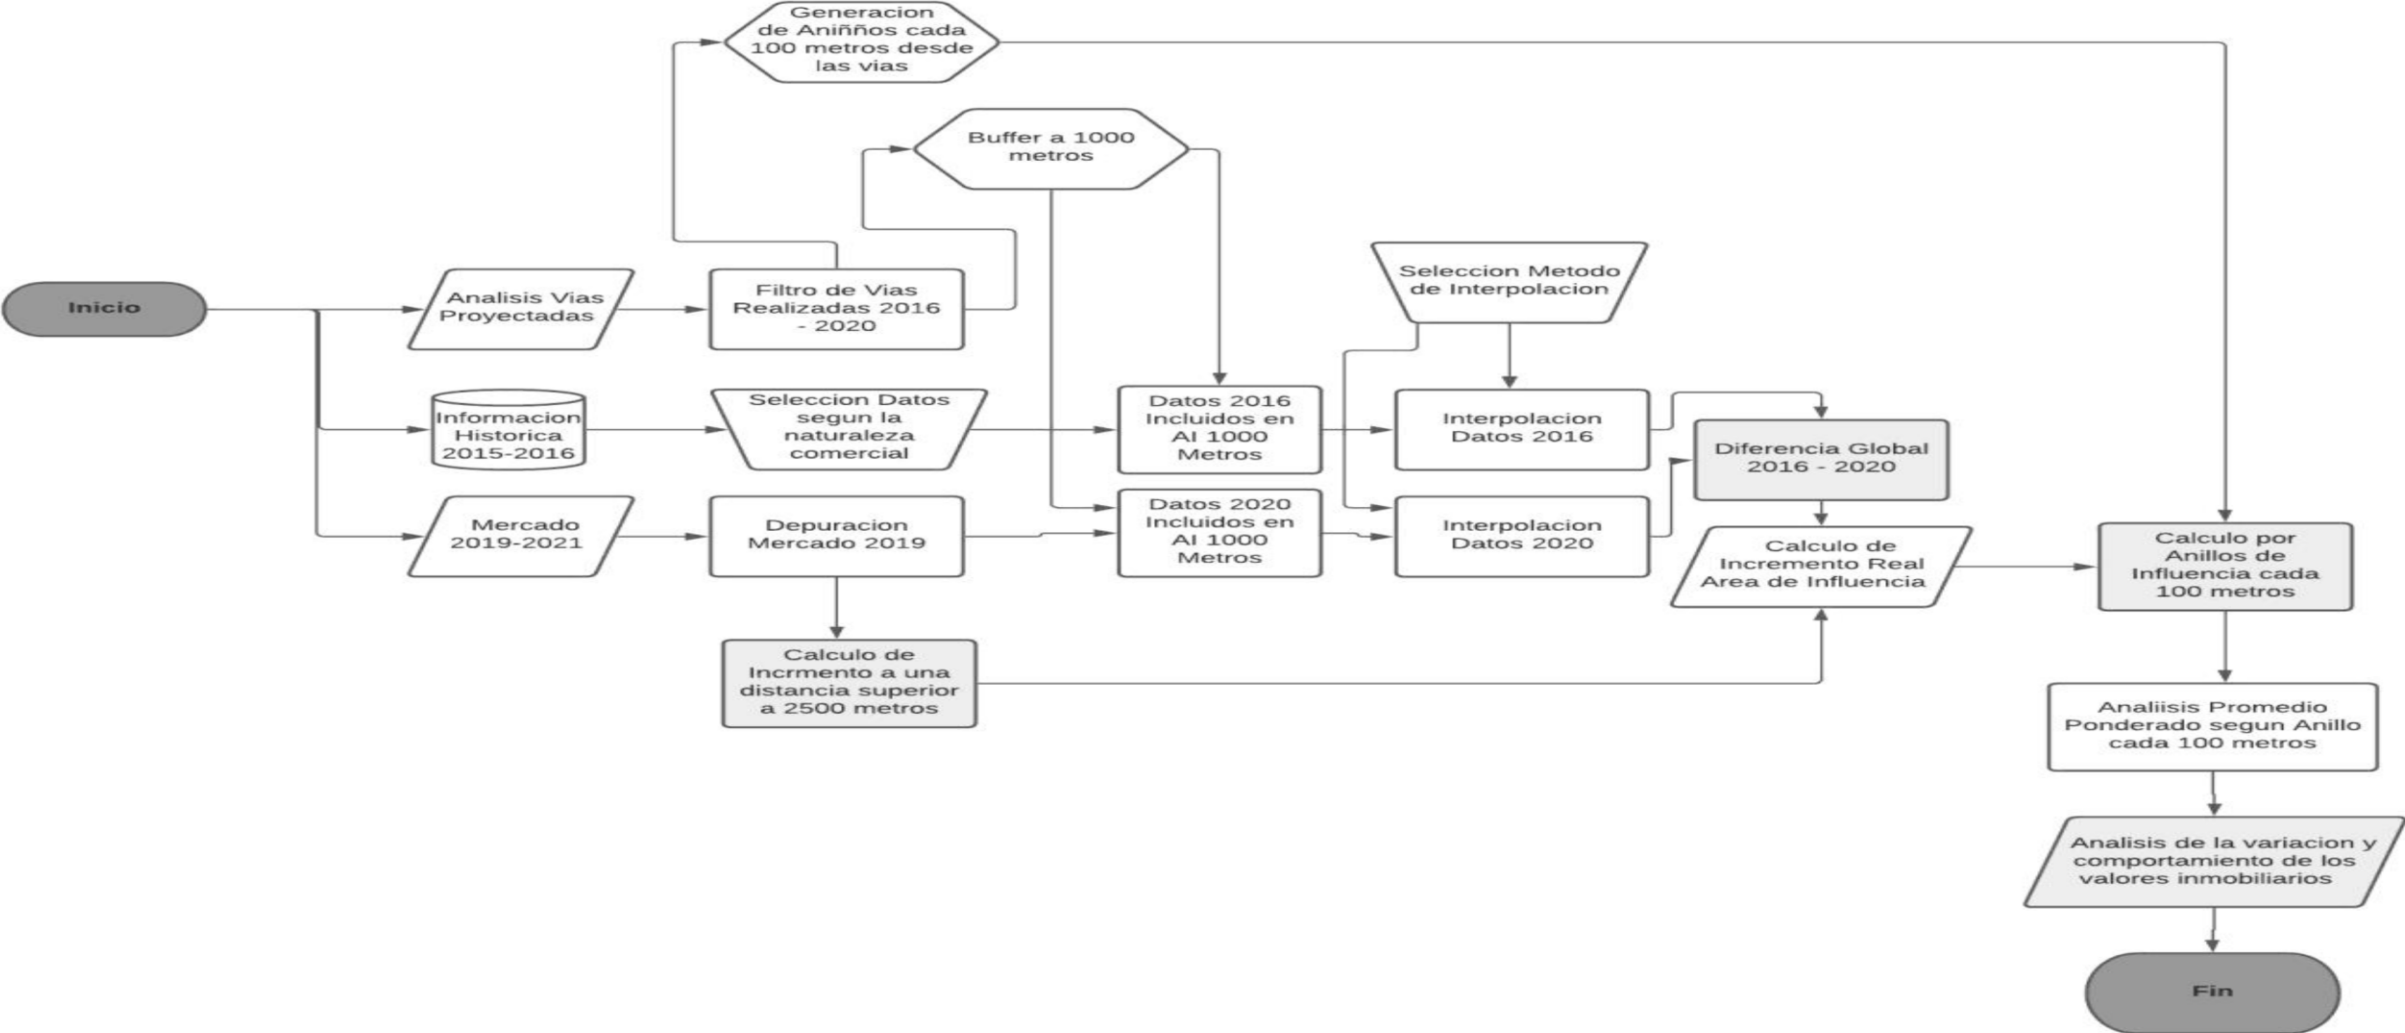 Generacion
de Aniñños cada
100 metros desde
las vias
Buffer a 1000
metros
Seleccion Metodo
de Interpolacion
Inicio
Analisis Vias
Proyectadas
Filtro de Vias
Realizadas 2016
- 2020
Informacion
Historica
2015-2016
Seleccion Datos
segun la
naturaleza
comercial
Datos 2016
Incluidos en
AI 1000
Metros
Interpolacion
Datos 2016
Diferencia Global
2016 - 2020
Mercado
2019-2021
Depuracion
Mercado 2019
Datos 2020
Incluidos en
AI 1000
Metros
Interpolacion
Datos 2020
Calculo de
Incremento Real
Area de Influencia
Calculo por
Anillos de
Influencia cada
100 metros
Calculo de
Incrmento a una
distancia superior
a 2500 metros
Analiisis Promedio
Ponderado segun Anillo
cada 100 metros
Analisis de la variacion y
comportamiento de los
valores inmobiliarios
Fin